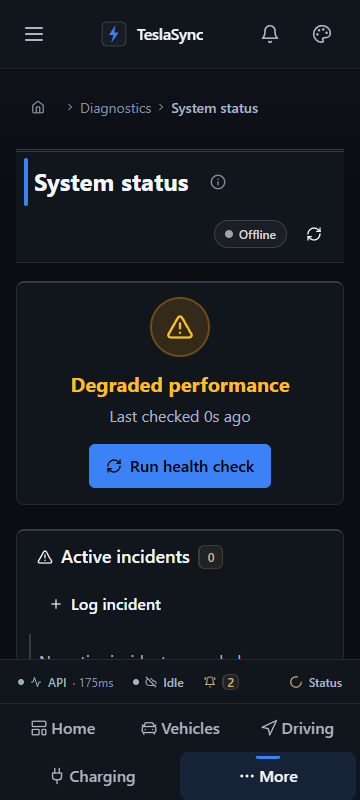 TeslaSync
Diagnostics
System status
System status
Offline
Degraded performance
Last checked 0s ago
Run health check
Active incidents 0
Log incident
API · 175ms Idle 2 Status
Home Vehicles Driving
Charging More